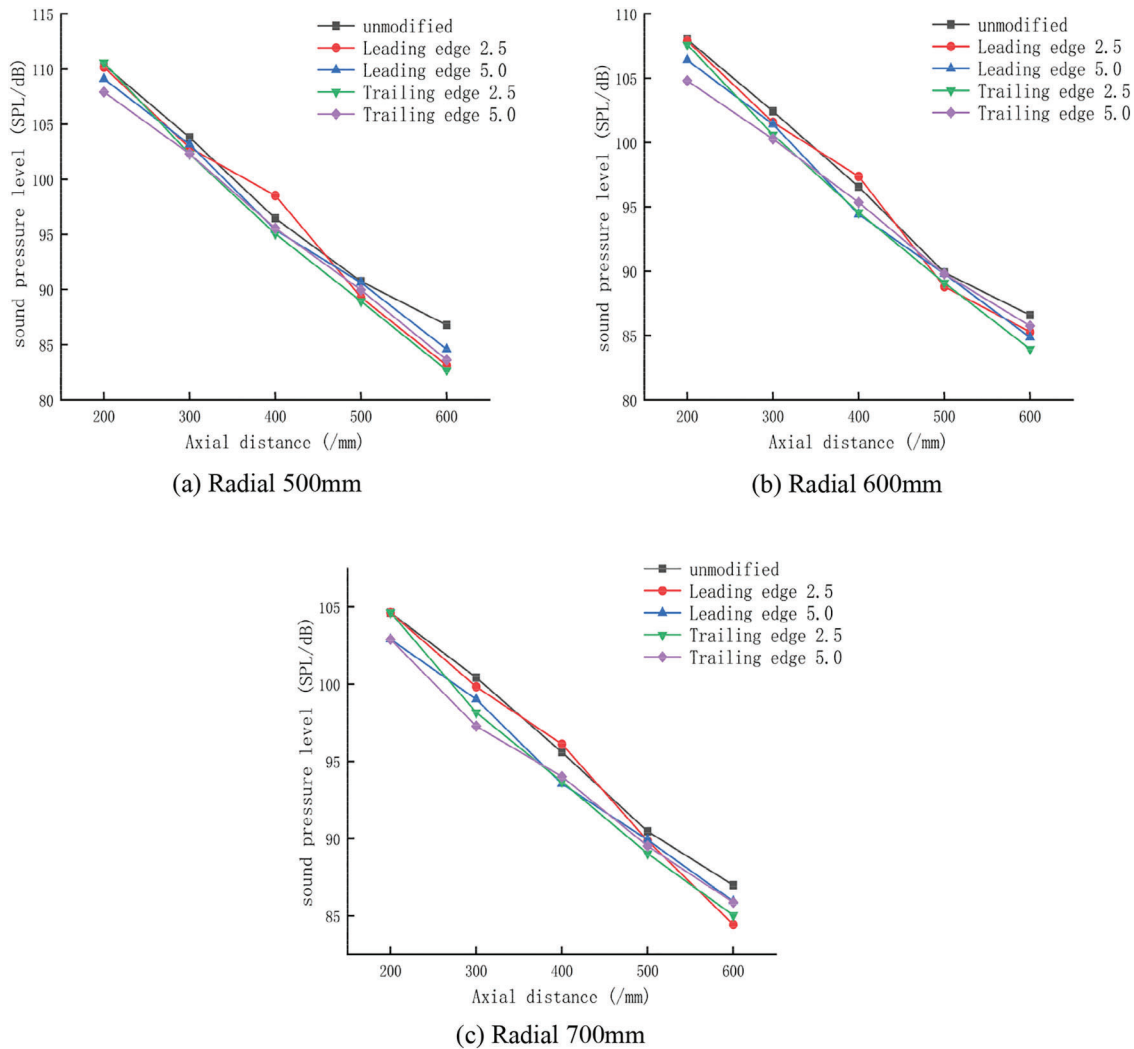 115
110
105
100
95
90
85
80
sound pressure level (SPL/dB)
unmodified
Leading edge 2.5
Leading edge 5.0
Trailing edge 2.5
Trailing edge 5.0
200 300 400 500 600
Axial distance (/mm)
(a) Radial 500mm
110
105
100
95
90
85
80
sound pressure level (SPL/dB)
unmodified
Leading edge 2.5
Leading edge 5.0
Trailing edge 2.5
Trailing edge 5.0
200 300 400 500 600
Axial distance (/mm)
(b) Radial 600mm
105
100
95
90
85
sound pressure level (SPL/dB)
unmodified
Leading edge 2.5
Leading edge 5.0
Trailing edge 2.5
Trailing edge 5.0
200 300 400 500 600
Axial distance (/mm)
(c) Radial 700mm